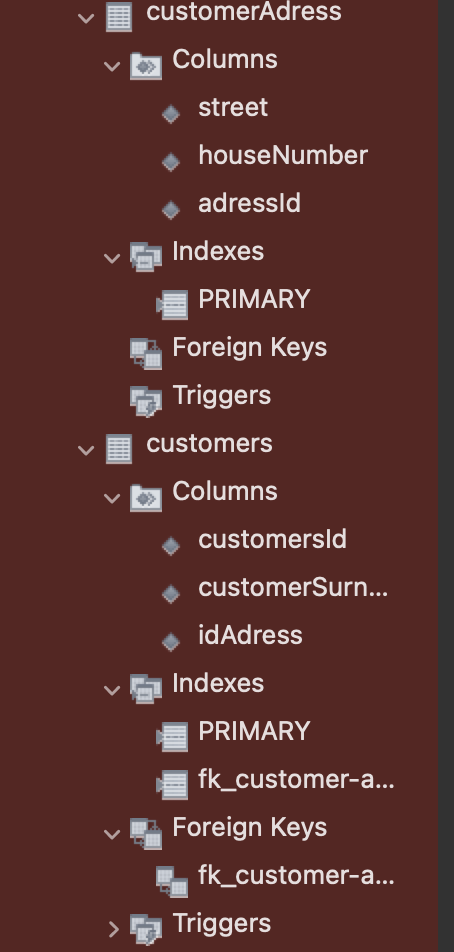 customerAdress
Columns
street
houseNumber
adressId
Indexes
PRIMARY
Foreign Keys
Triggers
customers
Columns
customersId
customerSurn...
idAdress
Indexes
PRIMARY
fk_customer-a...
Foreign Keys
fk_customer-a...
Triggers